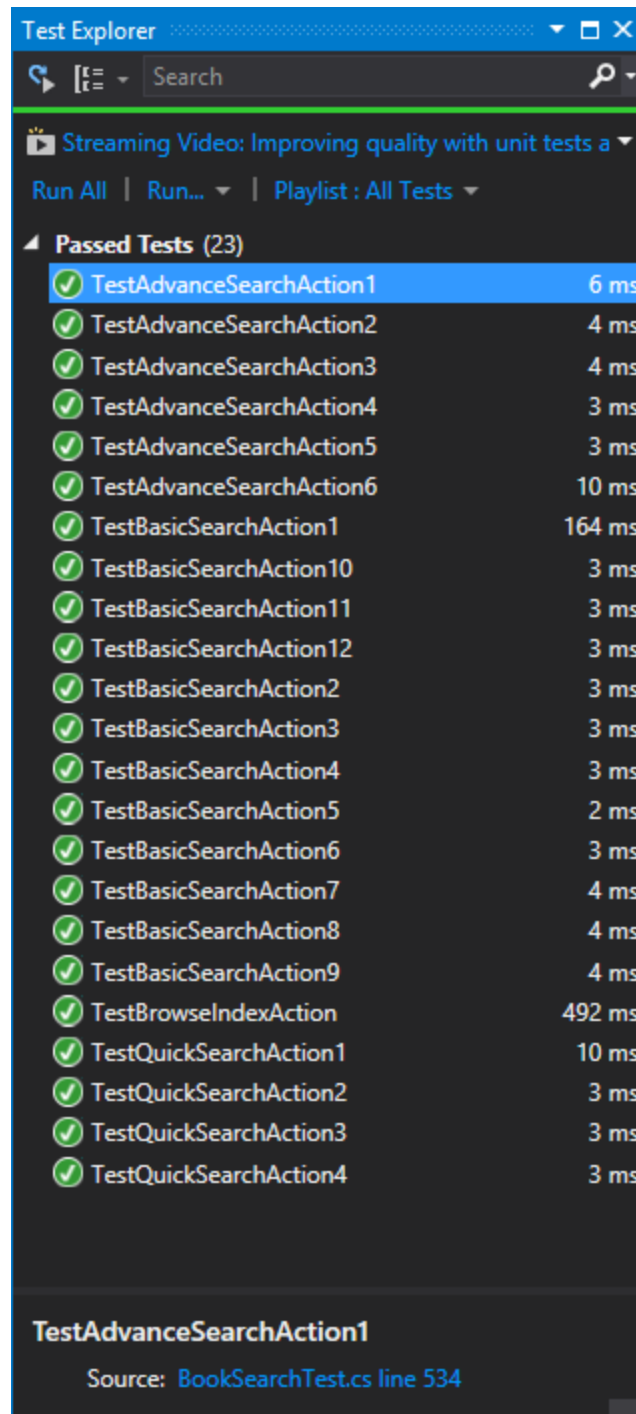 Test Explorer
Search
Streaming Video: Improving quality with unit tests a
Run All | Run... | Playlist : All Tests
Passed Tests (23)
TestAdvanceSearchAction1 6 ms
TestAdvanceSearchAction2 4 ms
TestAdvanceSearchAction3 4 ms
TestAdvanceSearchAction4 3 ms
TestAdvanceSearchAction5 3 ms
TestAdvanceSearchAction6 10 ms
TestBasicSearchAction1 164 ms
TestBasicSearchAction10 3 ms
TestBasicSearchAction11 3 ms
TestBasicSearchAction12 3 ms
TestBasicSearchAction2 3 ms
TestBasicSearchAction3 3 ms
TestBasicSearchAction4 3 ms
TestBasicSearchAction5 2 ms
TestBasicSearchAction6 3 ms
TestBasicSearchAction7 4 ms
TestBasicSearchAction8 4 ms
TestBasicSearchAction9 4 ms
TestBrowseIndexAction 492 ms
TestQuickSearchAction1 10 ms
TestQuickSearchAction2 3 ms
TestQuickSearchAction3 3 ms
TestQuickSearchAction4 3 ms
TestAdvanceSearchAction1
Source: BookSearchTest.cs line 534